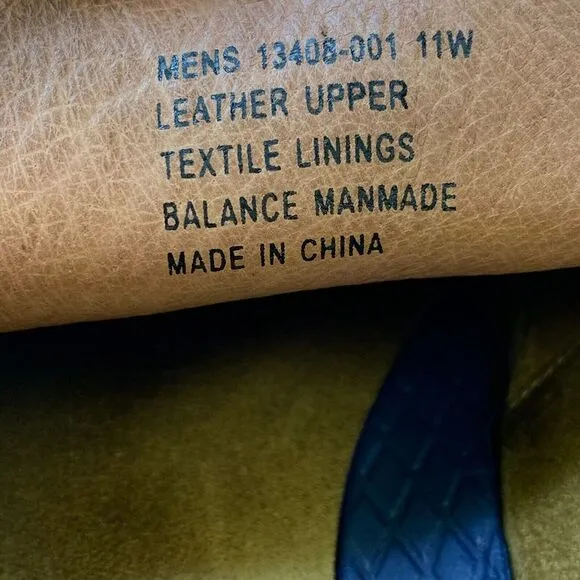 MENS 13408-001 11W
LEATHER UPPER
TEXTILE LININGS
BALANCE MANMADE
MADE IN CHINA